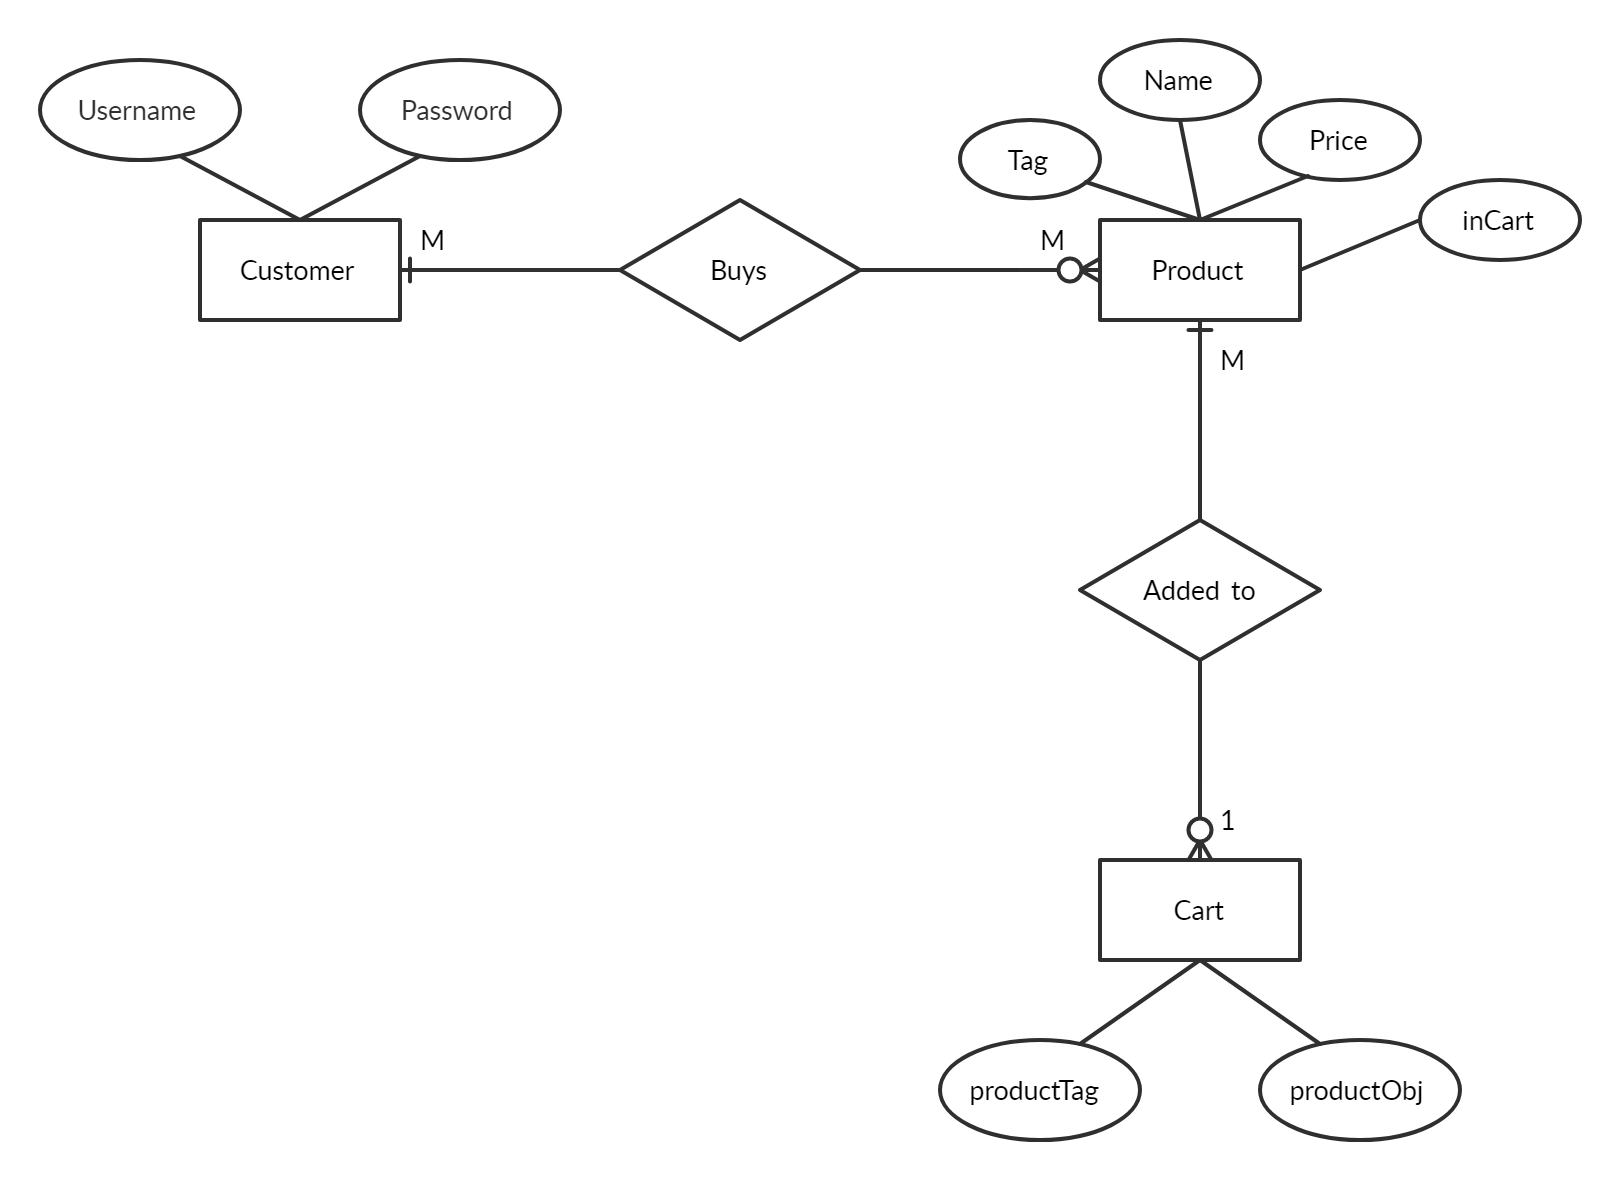 Name
Username
Password
Price
Tag
inCart
M
M
Customer
Buys
Product
M
Added to
1
Cart
productTag
productObj